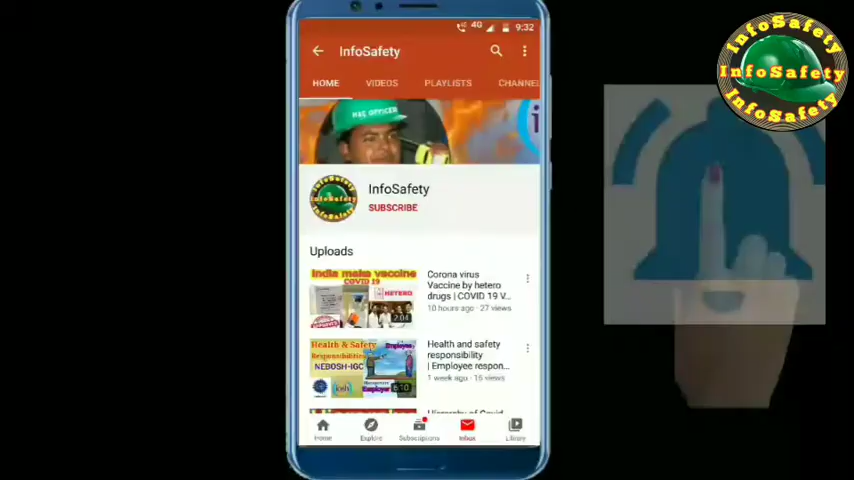 4G
9:32
InfoSafety
HOME VIDEOS PLAYLISTS CHANNE
HSE OFFICER
InfoSafety
SUBSCRIBE
Uploads
India make vaccine
COVID 19
HETERO
2:04
Corona virus
Vaccine by hetero
drugs | COVID 19 V...
10 hours ago · 27 views
Health & Safety
Responsibilities
NEBOSH-IGC
Employee
Employer
6:10
Health and safety
responsibility
| Employee respon...
1 week ago · 16 views
Home Explore Subscriptions Inbox Library
InfoSafety
InfoSafety
InfoSafety